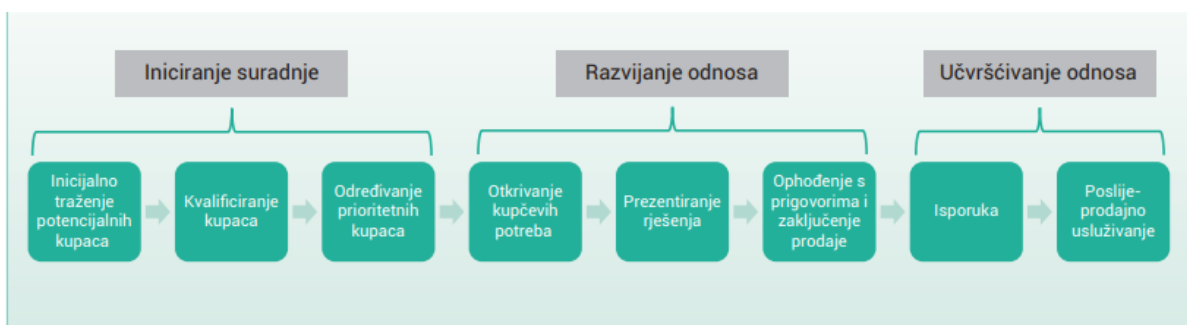 Iniciranje suradnje
Razvijanje odnosa
Učvršćivanje odnosa
Inicijalno
traženje
potencijalnih
kupaca
Kvalificiranje
kupaca
Određivanje
prioritetnih
kupaca
Otkrivanje
kupčevih
potreba
Prezentiranje
rješenja
Ophođenje s
prigovorima i
zaključenje
prodaje
Isporuka
Poslije-
prodajno
usluživanje